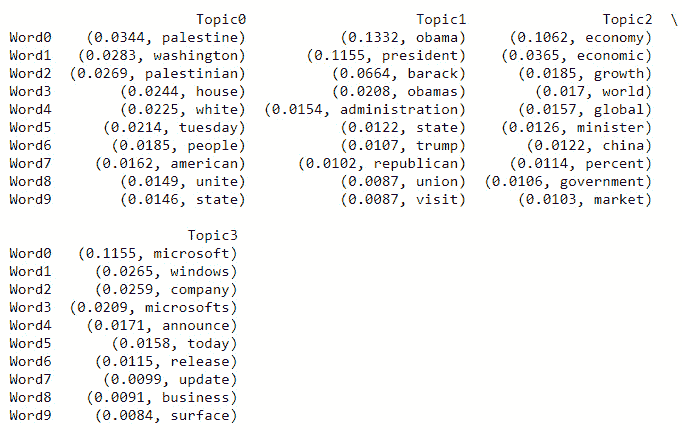 Topic0 Topic1 Topic2 \
Word0 (0.0344, palestine) (0.1332, obama) (0.1062, economy)
Word1 (0.0283, washington) (0.1155, president) (0.0365, economic)
Word2 (0.0269, palestinian) (0.0664, barack) (0.0185, growth)
Word3 (0.0244, house) (0.0208, obamas) (0.017, world)
Word4 (0.0225, white) (0.0154, administration) (0.0157, global)
Word5 (0.0214, tuesday) (0.0122, state) (0.0126, minister)
Word6 (0.0185, people) (0.0107, trump) (0.0122, china)
Word7 (0.0162, american) (0.0102, republican) (0.0114, percent)
Word8 (0.0149, unite) (0.0087, union) (0.0106, government)
Word9 (0.0146, state) (0.0087, visit) (0.0103, market)
Topic3
Word0 (0.1155, microsoft)
Word1 (0.0265, windows)
Word2 (0.0259, company)
Word3 (0.0209, microsofts)
Word4 (0.0171, announce)
Word5 (0.0158, today)
Word6 (0.0115, release)
Word7 (0.0099, update)
Word8 (0.0091, business)
Word9 (0.0084, surface)